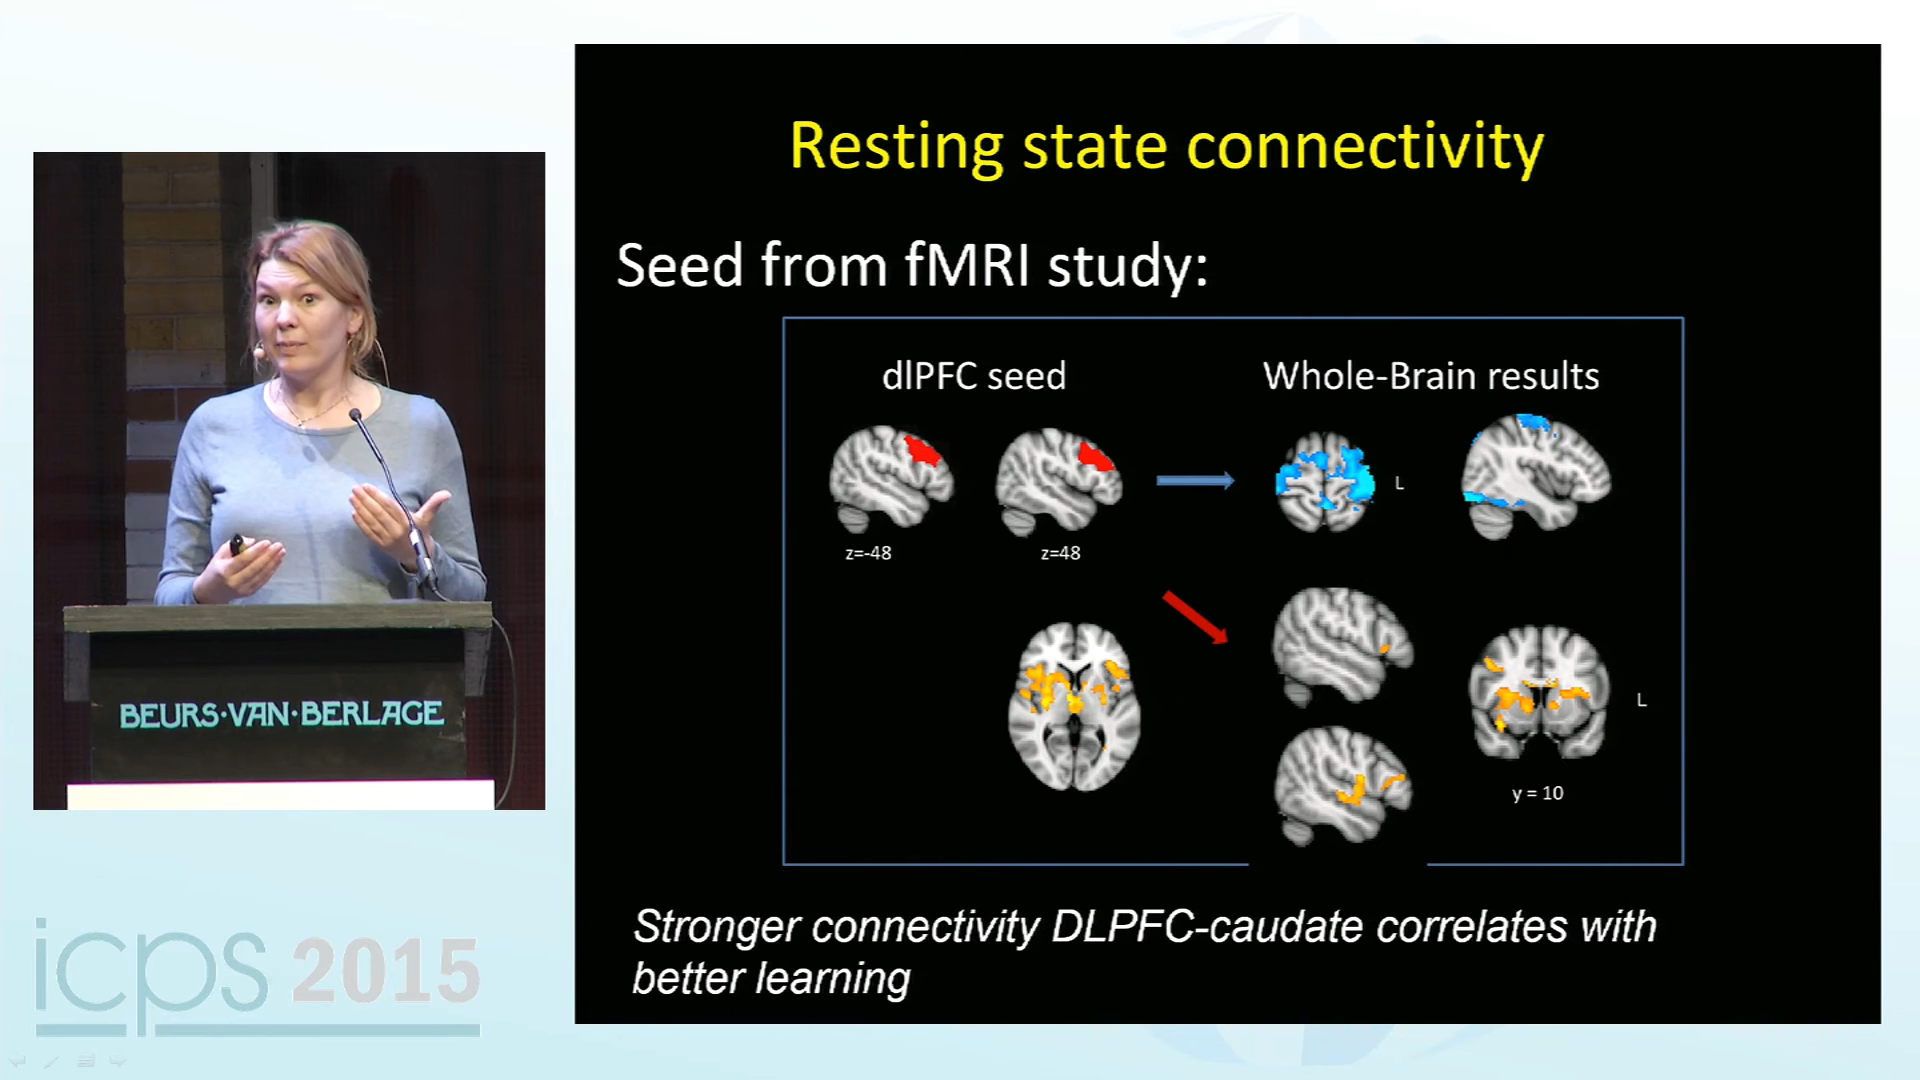 Resting state connectivity
Seed from fMRI study:
dlPFC seed
Whole-Brain results
L
z=-48
z=48
L
y = 10
Stronger connectivity DLPFC-caudate correlates with
better learning
BEURS·VAN·BERLAGE
icps 2015